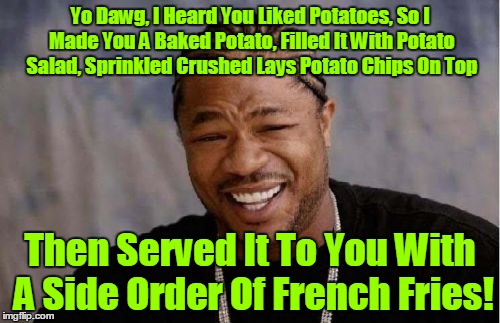 Yo Dawg, I Heard You Liked Potatoes, So I
Made You A Baked Potato, Filled It With Potato
Salad, Sprinkled Crushed Lays Potato Chips On Top
Then Served It To You With
A Side Order Of French Fries!
imgflip.com